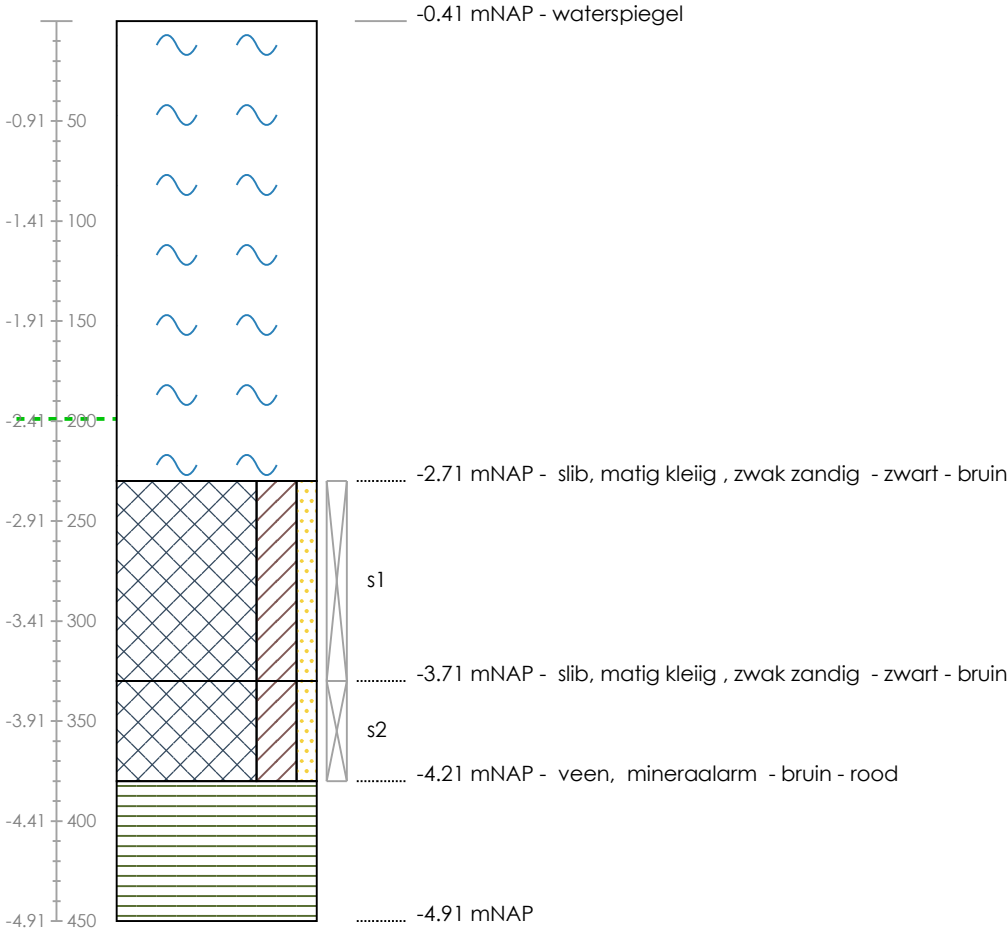 -0.41 mNAP - waterspiegel
-0.91 50
-1.41 100
-1.91 150
-2.41 200
-2.71 mNAP - slib, matig kleiig , zwak zandig - zwart - bruin
-2.91 250
s1
-3.41 300
-3.71 mNAP - slib, matig kleiig , zwak zandig - zwart - bruin
-3.91 350
s2
-4.21 mNAP - veen, mineraalarm - bruin - rood
-4.41 400
-4.91 mNAP
-4.91 450